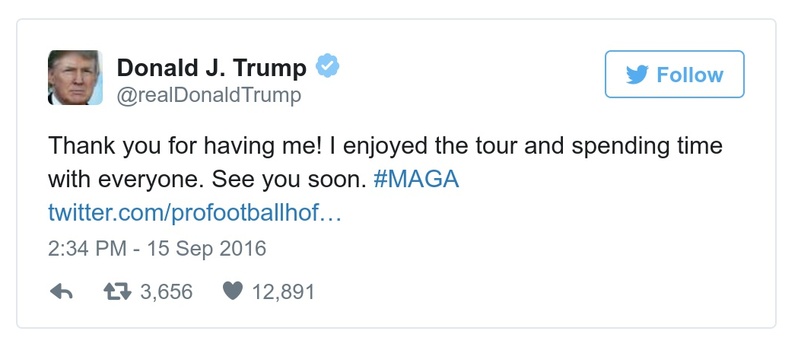 Donald J. Trump
@realDonaldTrump
Follow
Thank you for having me! I enjoyed the tour and spending time
with everyone. See you soon. #MAGA
twitter.com/profootballhof…
2:34 PM - 15 Sep 2016
3,656 12,891